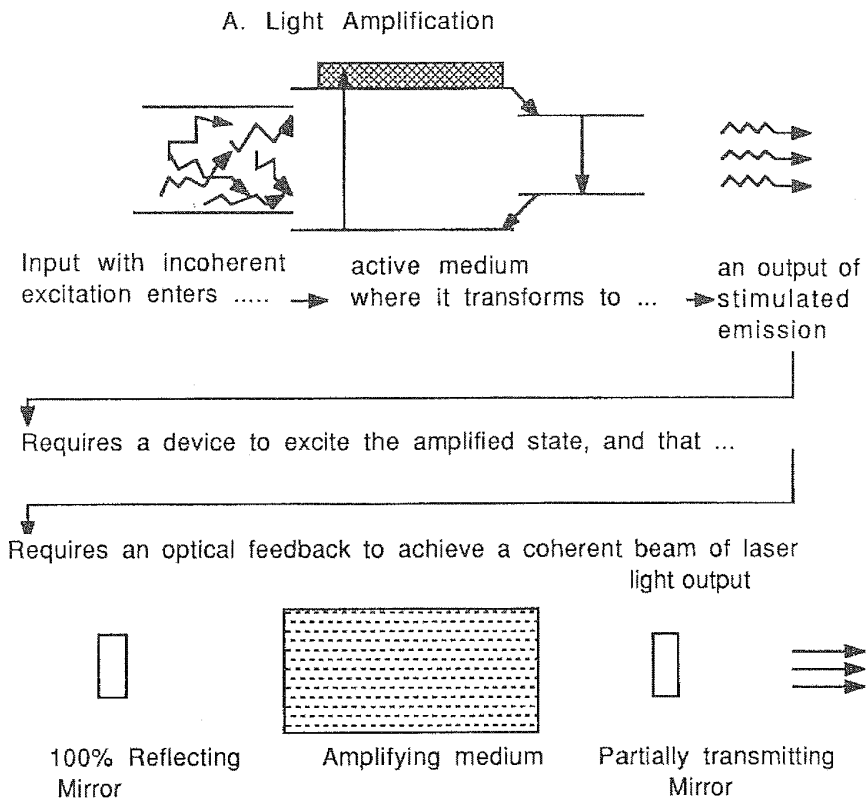 A. Light Amplification
Input with incoherent
excitation enters .....
active medium
where it transforms to ...
an output of
stimulated
emission
Requires a device to excite the amplified state, and that ...
Requires an optical feedback to achieve a coherent beam of laser
light output
100% Reflecting
Mirror
Amplifying medium
Partially transmitting
Mirror